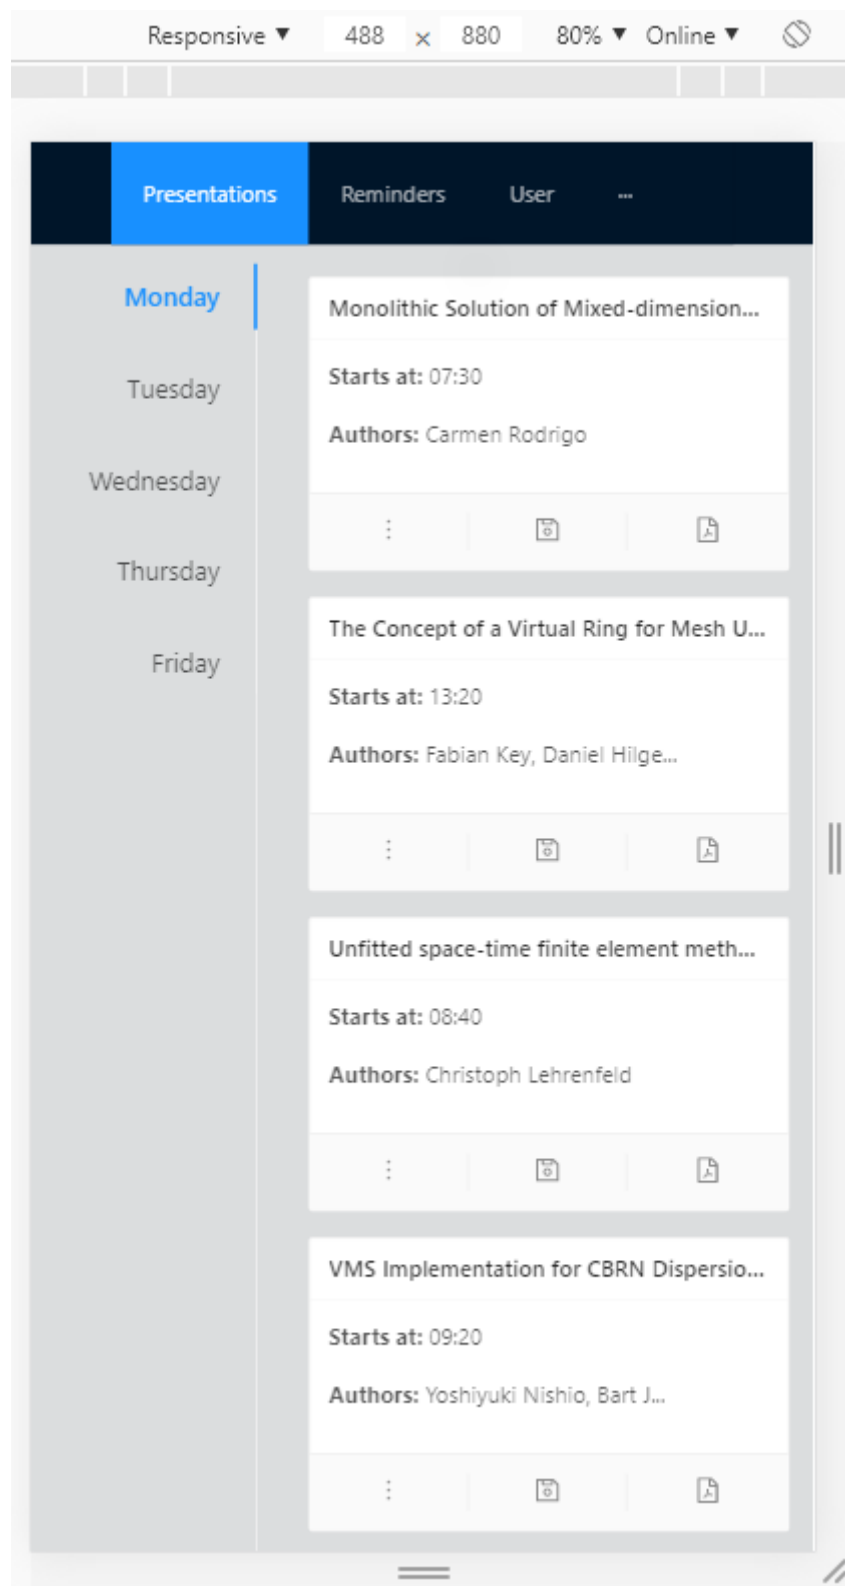 Responsive ▼ 488 × 880 80% ▼ Online ▼
Presentations Reminders User ...
Monday
Tuesday
Wednesday
Thursday
Friday
Monolithic Solution of Mixed-dimension...
Starts at: 07:30
Authors: Carmen Rodrigo
The Concept of a Virtual Ring for Mesh U...
Starts at: 13:20
Authors: Fabian Key, Daniel Hilge...
Unfitted space-time finite element meth...
Starts at: 08:40
Authors: Christoph Lehrenfeld
VMS Implementation for CBRN Dispersio...
Starts at: 09:20
Authors: Yoshiyuki Nishio, Bart J...